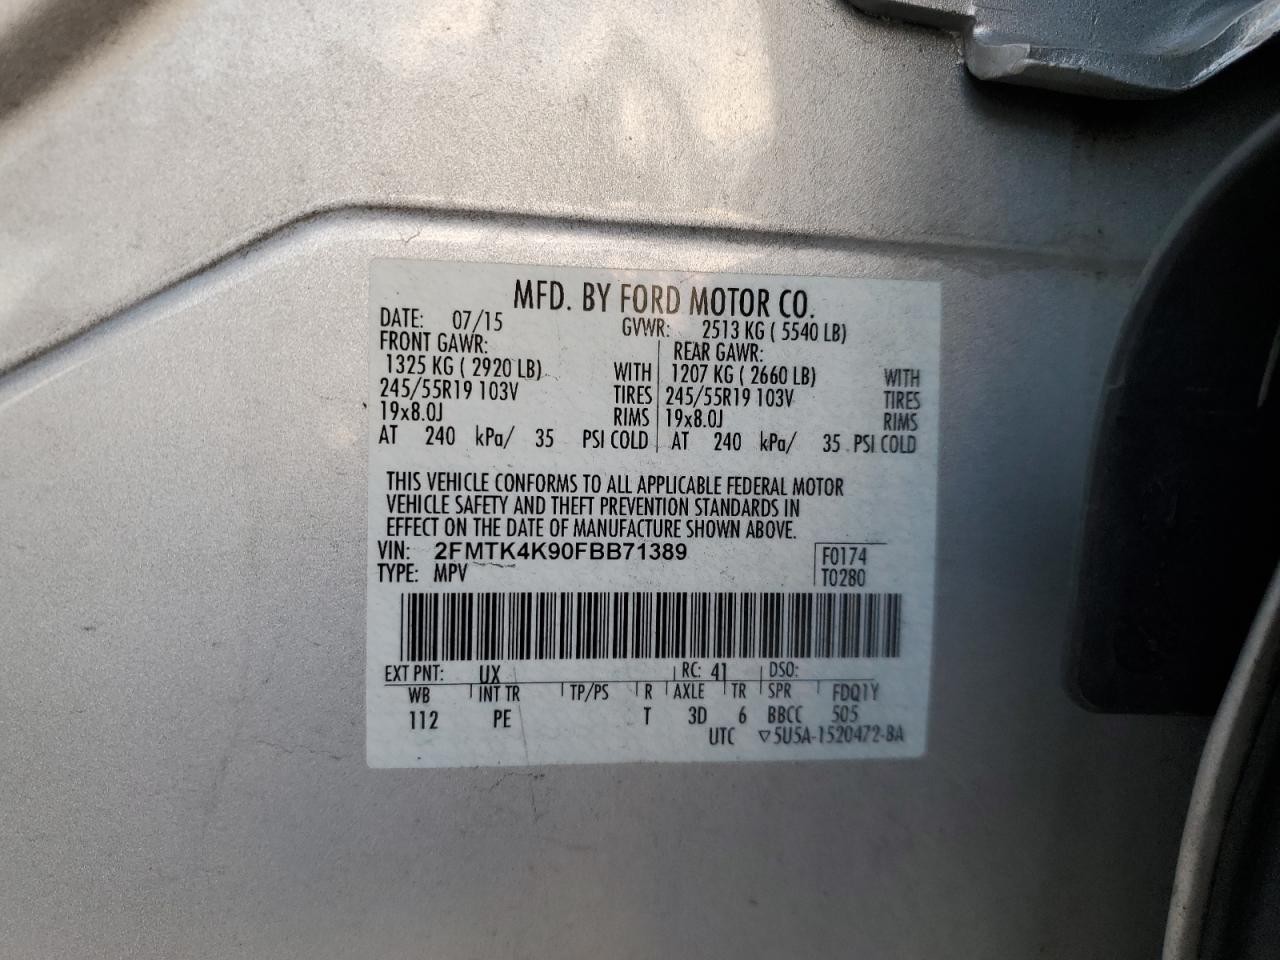 MFD. BY FORD MOTOR CO.
DATE: 07/15 GVWR: 2513 KG ( 5540 LB)
FRONT GAWR: REAR GAWR:
1325 KG ( 2920 LB) WITH 1207 KG ( 2660 LB) WITH
245/55R19 103V TIRES 245/55R19 103V TIRES
19x8.0J RIMS 19x8.0J RIMS
AT 240 kPa/ 35 PSI COLD AT 240 kPa/ 35 PSI COLD
THIS VEHICLE CONFORMS TO ALL APPLICABLE FEDERAL MOTOR
VEHICLE SAFETY AND THEFT PREVENTION STANDARDS IN
EFFECT ON THE DATE OF MANUFACTURE SHOWN ABOVE.
VIN: 2FMTK4K90FBB71389 F0174
TYPE: MPV T0280
EXT PNT: UX RC: 41 DSO:
WB INT TR TP/PS R AXLE TR SPR FDQ1Y
112 PE T 3D 6 BBCC 505
UTC ▽5U5A-1520472-BA